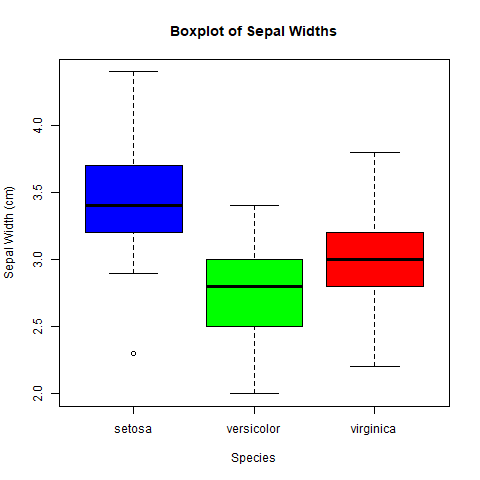 Boxplot of Sepal Widths
Sepal Width (cm)
4.0
3.5
3.0
2.5
2.0
setosa versicolor virginica
Species